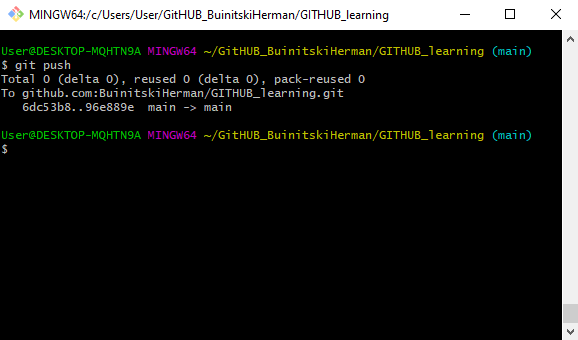 MINGW64:/c/Users/User/GitHUB_BuinitskiHerman/GITHUB_learning
User@DESKTOP-MQHTN9A MINGW64 ~/GitHUB_BuinitskiHerman/GITHUB_learning (main)
$ git push
Total 0 (delta 0), reused 0 (delta 0), pack-reused 0
To github.com:BuinitskiHerman/GITHUB_learning.git
   6dc53b8..96e889e  main -> main
User@DESKTOP-MQHTN9A MINGW64 ~/GitHUB_BuinitskiHerman/GITHUB_learning (main)
$